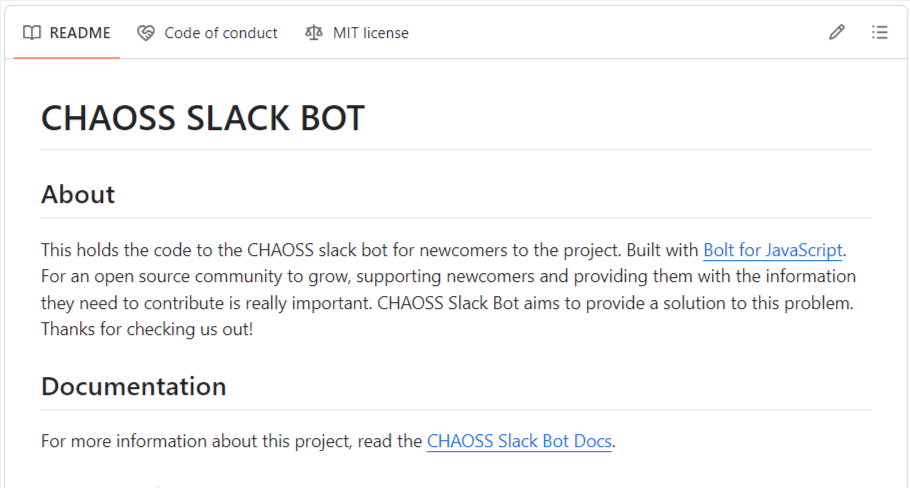 README Code of conduct MIT license
CHAOSS SLACK BOT
About
This holds the code to the CHAOSS slack bot for newcomers to the project. Built with Bolt for JavaScript.
For an open source community to grow, supporting newcomers and providing them with the information
they need to contribute is really important. CHAOSS Slack Bot aims to provide a solution to this problem.
Thanks for checking us out!
Documentation
For more information about this project, read the CHAOSS Slack Bot Docs.